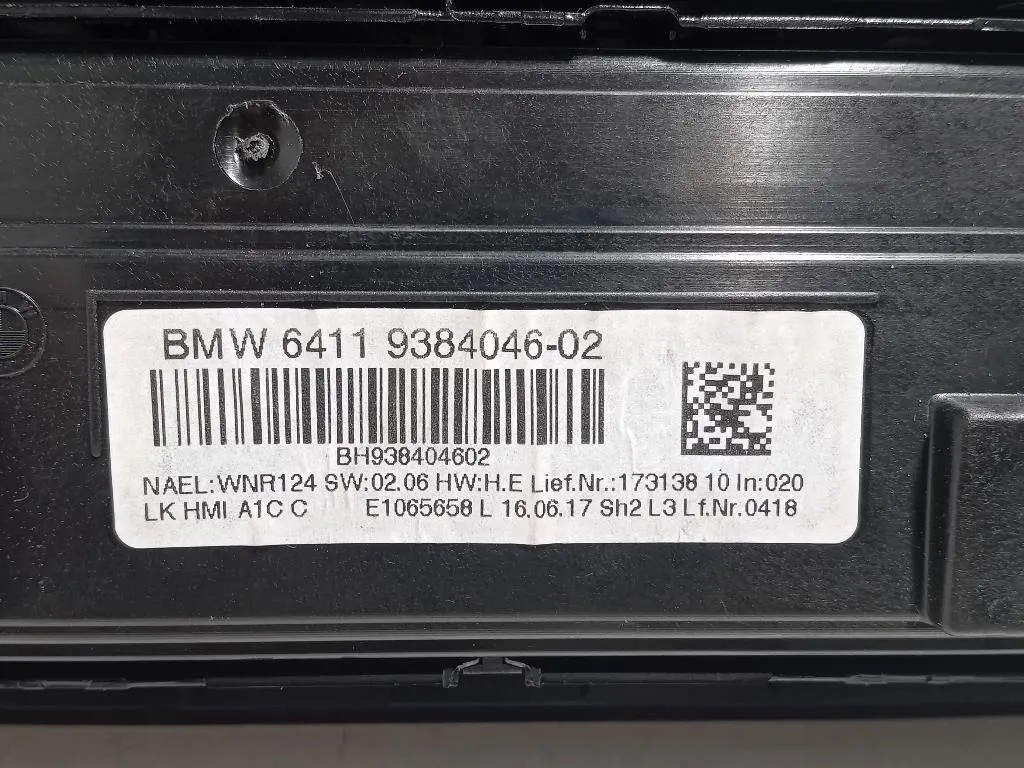 BMW 6411 9384046-02
BH938404602
NAEL:WNR124 SW:02.06 HW:H.E Lief.Nr.:173138 10 In:020
LK HMI A1C C E1065658 L 16.06.17 Sh2 L3 Lf.Nr.0418